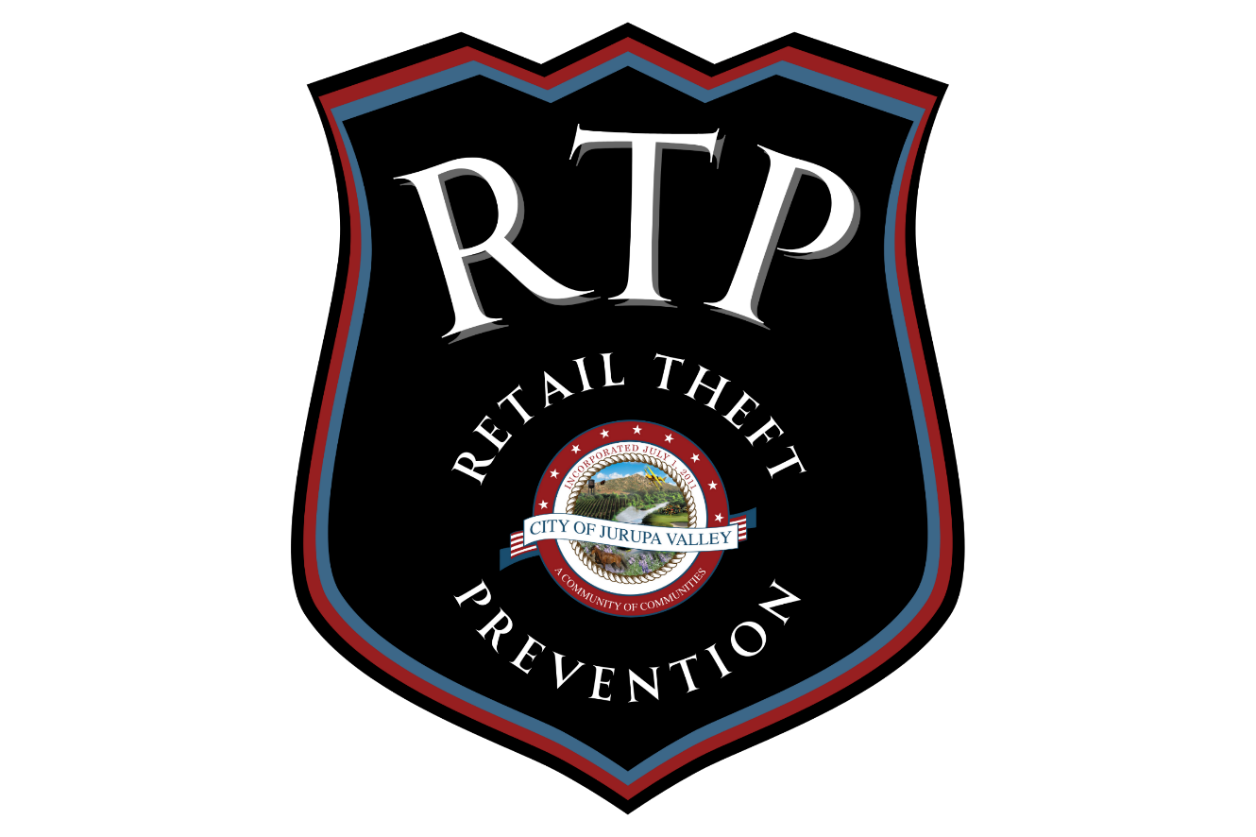 RTP
RETAIL THEFT
INCORPORATED JULY 1, 2011
CITY OF JURUPA VALLEY
A COMMUNITY OF COMMUNITIES
PREVENTION